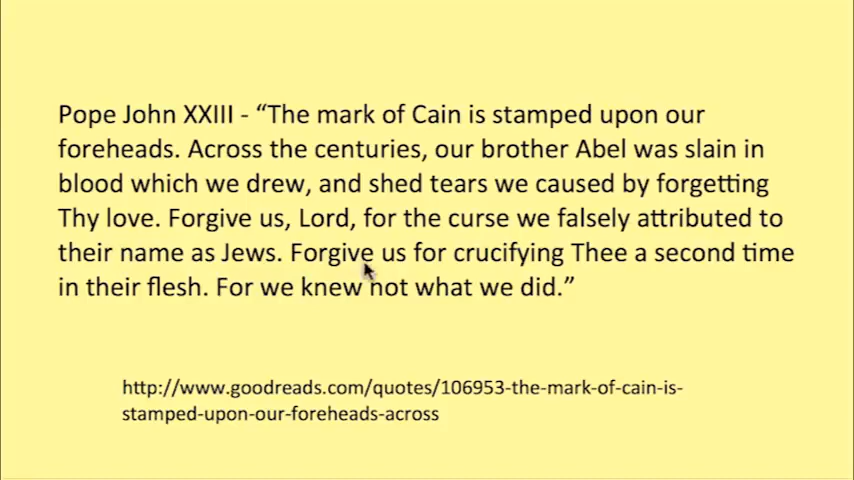 Pope John XXIII - “The mark of Cain is stamped upon our
foreheads. Across the centuries, our brother Abel was slain in
blood which we drew, and shed tears we caused by forgetting
Thy love. Forgive us, Lord, for the curse we falsely attributed to
their name as Jews. Forgive us for crucifying Thee a second time
in their flesh. For we knew not what we did.”
http://www.goodreads.com/quotes/106953-the-mark-of-cain-is-
stamped-upon-our-foreheads-across